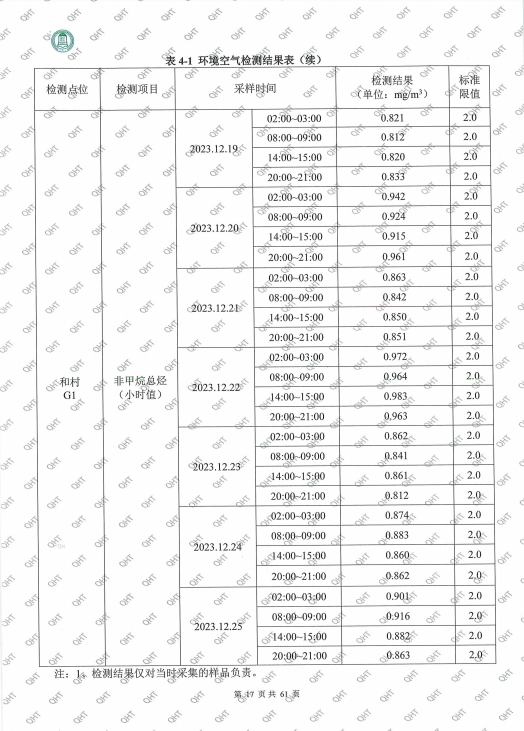 表 4-1 环境空气检测结果表（续）
检测点位 检测项目 采样时间 检测结果（单位：mg/m³） 标准限值
和村 G1 非甲烷总烃（小时值） 2023.12.19 02:00~03:00 0.821 2.0
08:00~09:00 0.812 2.0
14:00~15:00 0.820 2.0
20:00~21:00 0.833 2.0
2023.12.20 02:00~03:00 0.942 2.0
08:00~09:00 0.924 2.0
14:00~15:00 0.915 2.0
20:00~21:00 0.961 2.0
2023.12.21 02:00~03:00 0.863 2.0
08:00~09:00 0.842 2.0
14:00~15:00 0.850 2.0
20:00~21:00 0.851 2.0
2023.12.22 02:00~03:00 0.972 2.0
08:00~09:00 0.964 2.0
14:00~15:00 0.983 2.0
20:00~21:00 0.963 2.0
2023.12.23 02:00~03:00 0.862 2.0
08:00~09:00 0.841 2.0
14:00~15:00 0.861 2.0
20:00~21:00 0.812 2.0
2023.12.24 02:00~03:00 0.874 2.0
08:00~09:00 0.883 2.0
14:00~15:00 0.860 2.0
20:00~21:00 0.862 2.0
2023.12.25 02:00~03:00 0.901 2.0
08:00~09:00 0.916 2.0
14:00~15:00 0.882 2.0
20:00~21:00 0.863 2.0
注：1、检测结果仅对当时采集的样品负责。
第 17 页 共 61 页
QHT